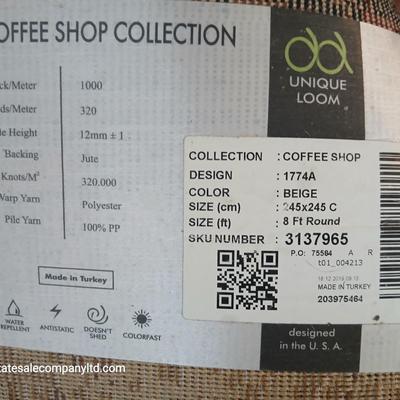 OFFEE SHOP COLLECTION
UNIQUE
LOOM
ck/Meter 1000
ds/Meter 320
le Height 12mm ± 1
Backing Jute
Knots/M² 320.000
Warp Yarn Polyester
Pile Yarn 100% PP
Made in Turkey
WATER REPELLENT
ANTISTATIC
DOESN'T SHED
COLORFAST
COLLECTION : COFFEE SHOP
DESIGN : 1774A
COLOR : BEIGE
SIZE (cm) : 245x245 C
SIZE (ft) : 8 Ft Round
SKU NUMBER : 3137965
P.O: 75584 A R
t01_004213
MADE IN TURKEY
203975464
designed
in the U. S. A.
tatesalecompanyltd.com